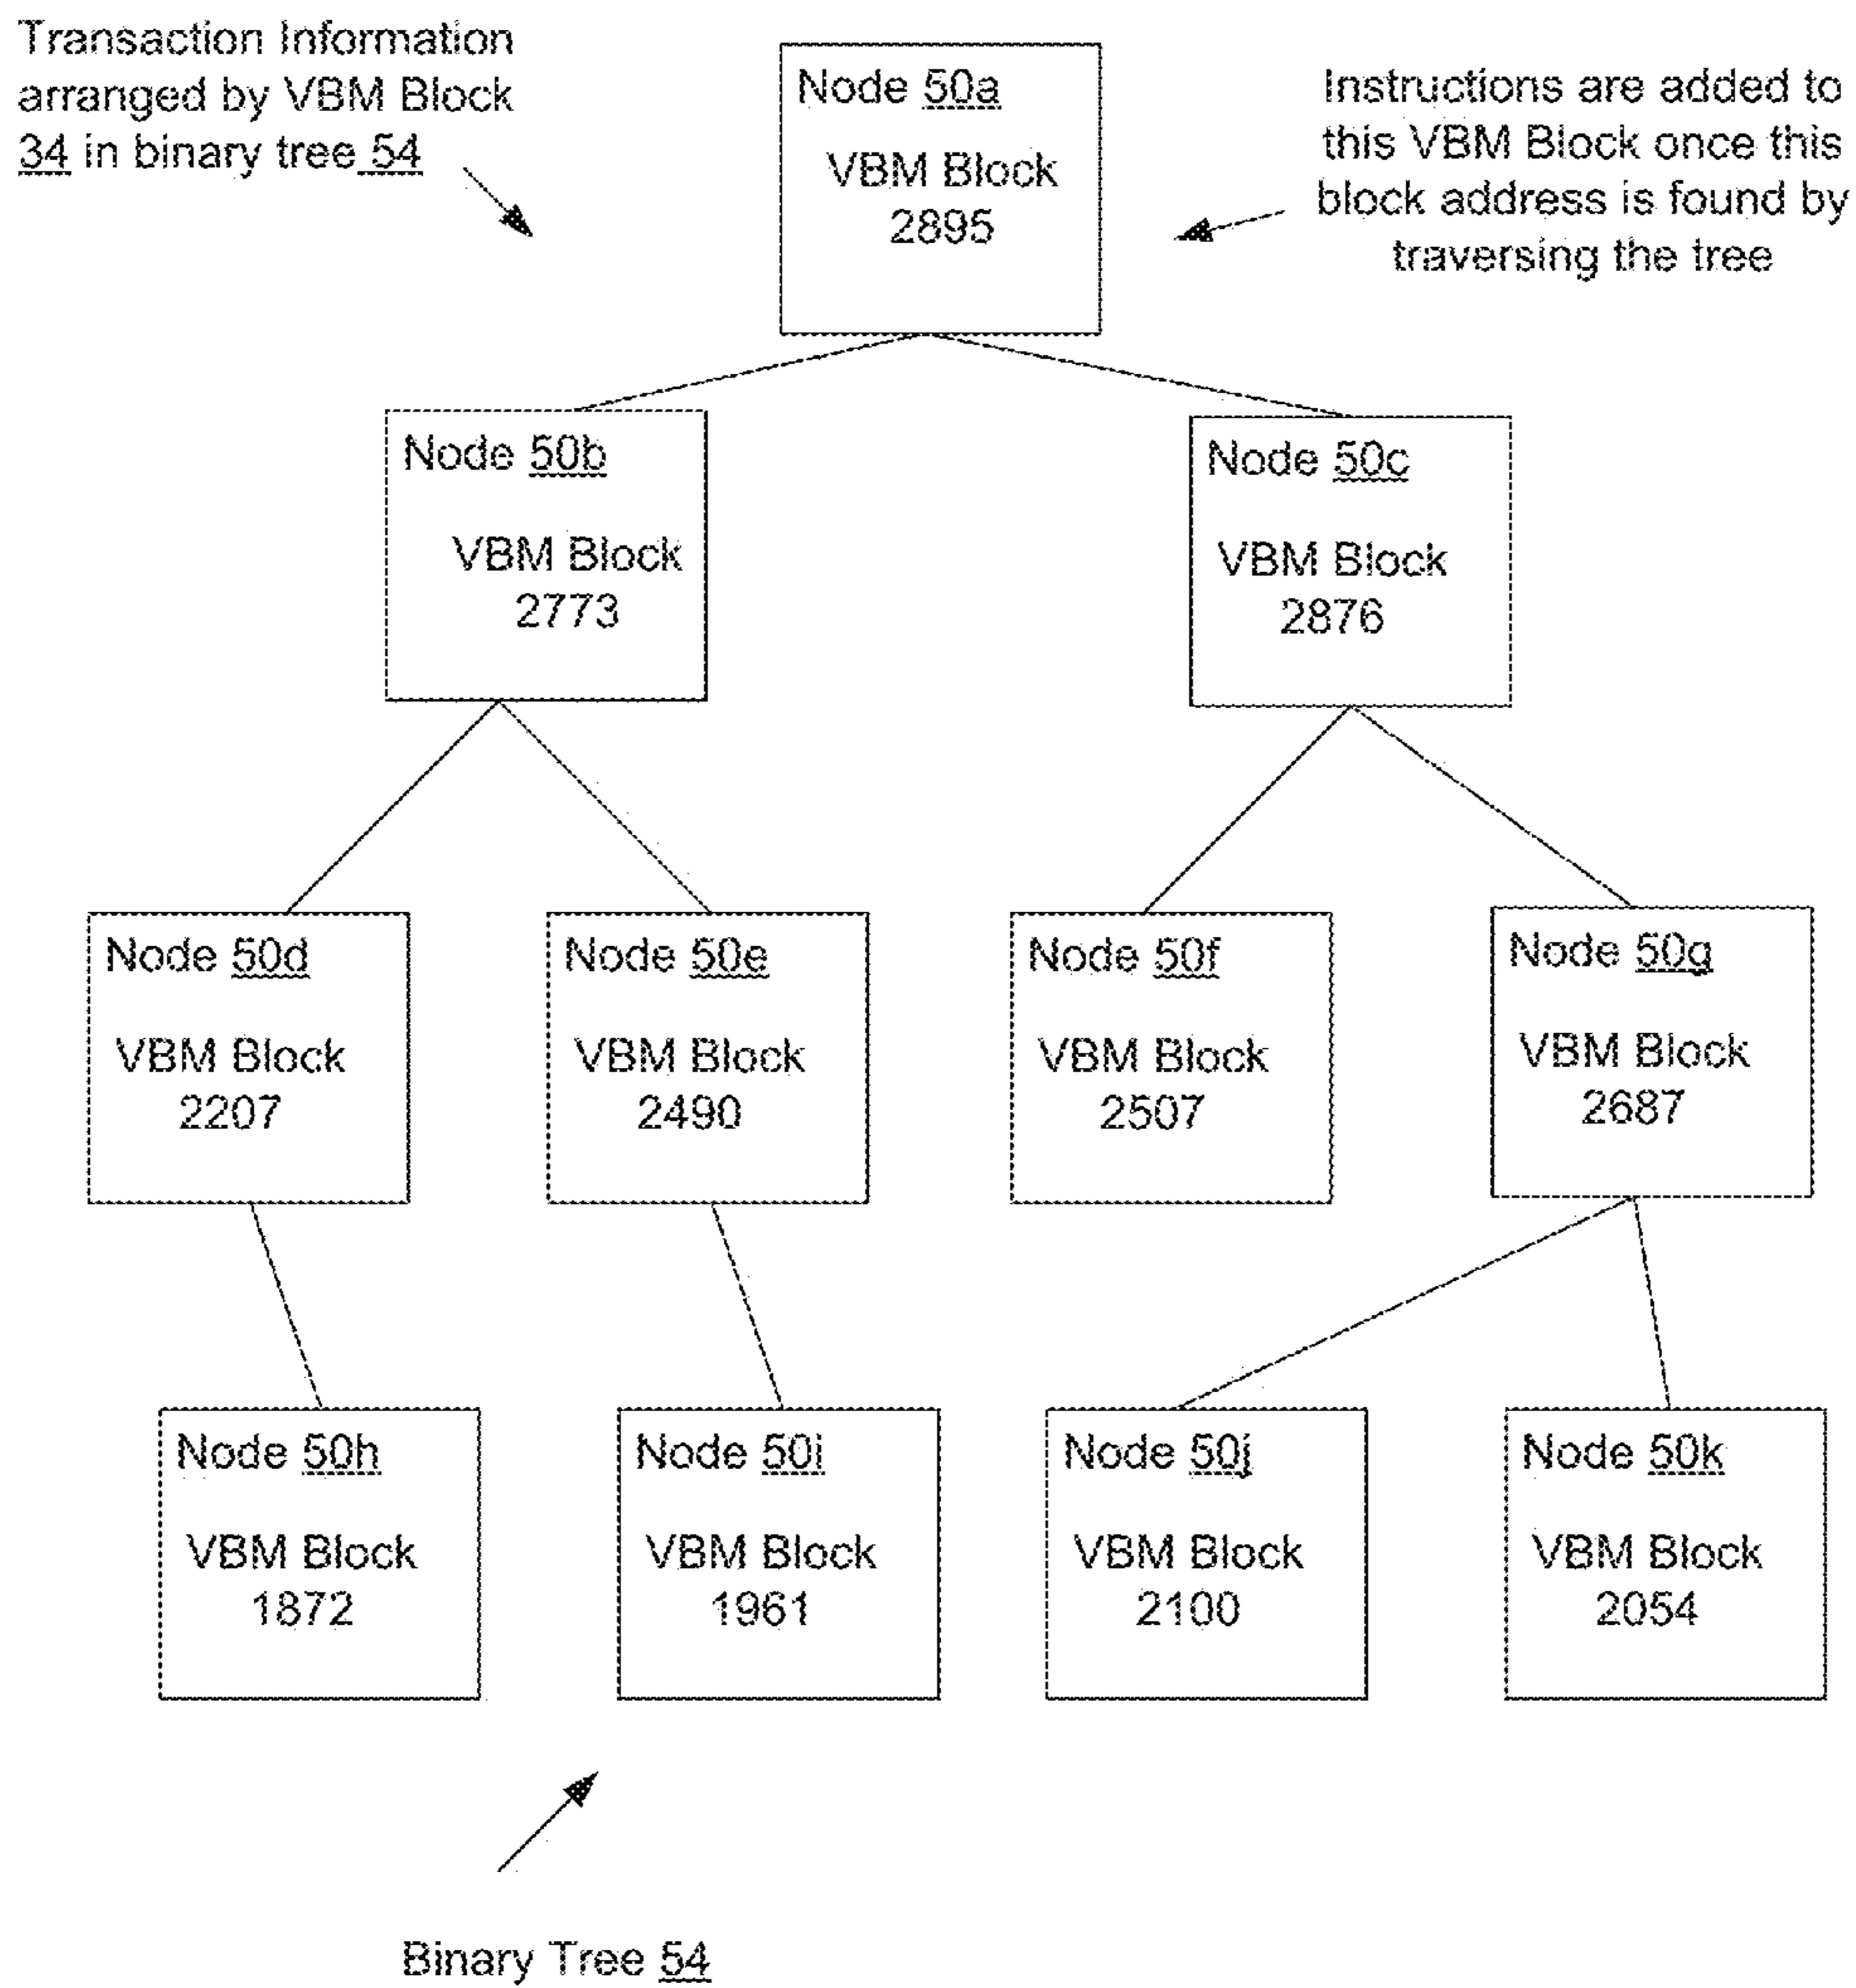 Transaction Information
arranged by VBM Block
34 in binary tree 54
Instructions are added to
this VBM Block once this
block address is found by
traversing the tree
Node 50a
VBM Block
2895
Node 50b
VBM Block
2773
Node 50c
VBM Block
2876
Node 50d
VBM Block
2207
Node 50e
VBM Block
2490
Node 50f
VBM Block
2507
Node 50g
VBM Block
2687
Node 50h
VBM Block
1872
Node 50i
VBM Block
1961
Node 50j
VBM Block
2100
Node 50k
VBM Block
2054
Binary Tree 54